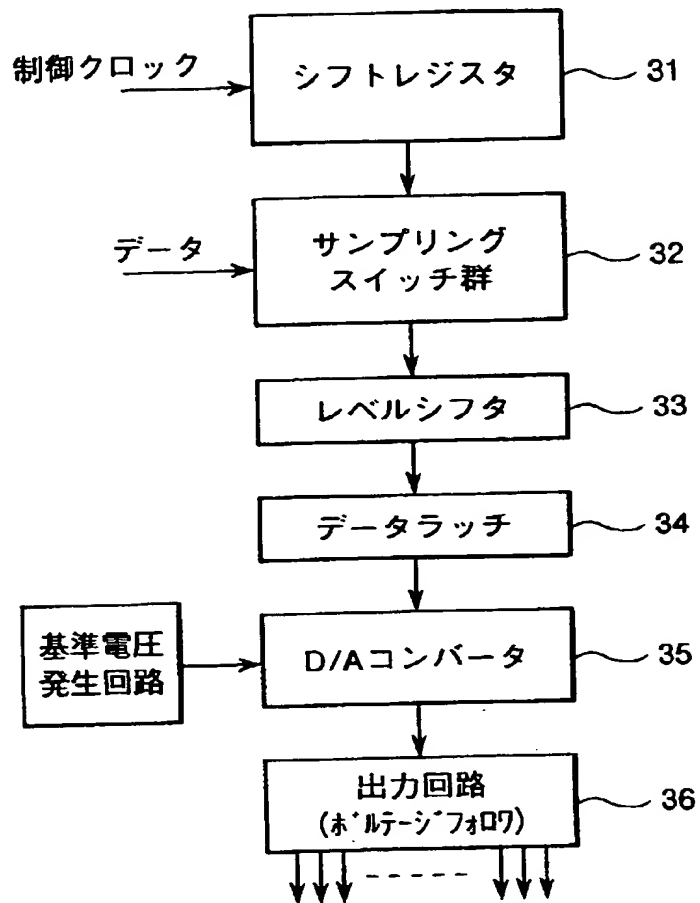 制御クロック
シフトレジスタ
31
データ
サンプリング
スイッチ群
32
レベルシフタ
33
データラッチ
34
基準電圧
発生回路
D/Aコンバータ
35
出力回路
(ボルテージフォロワ)
36